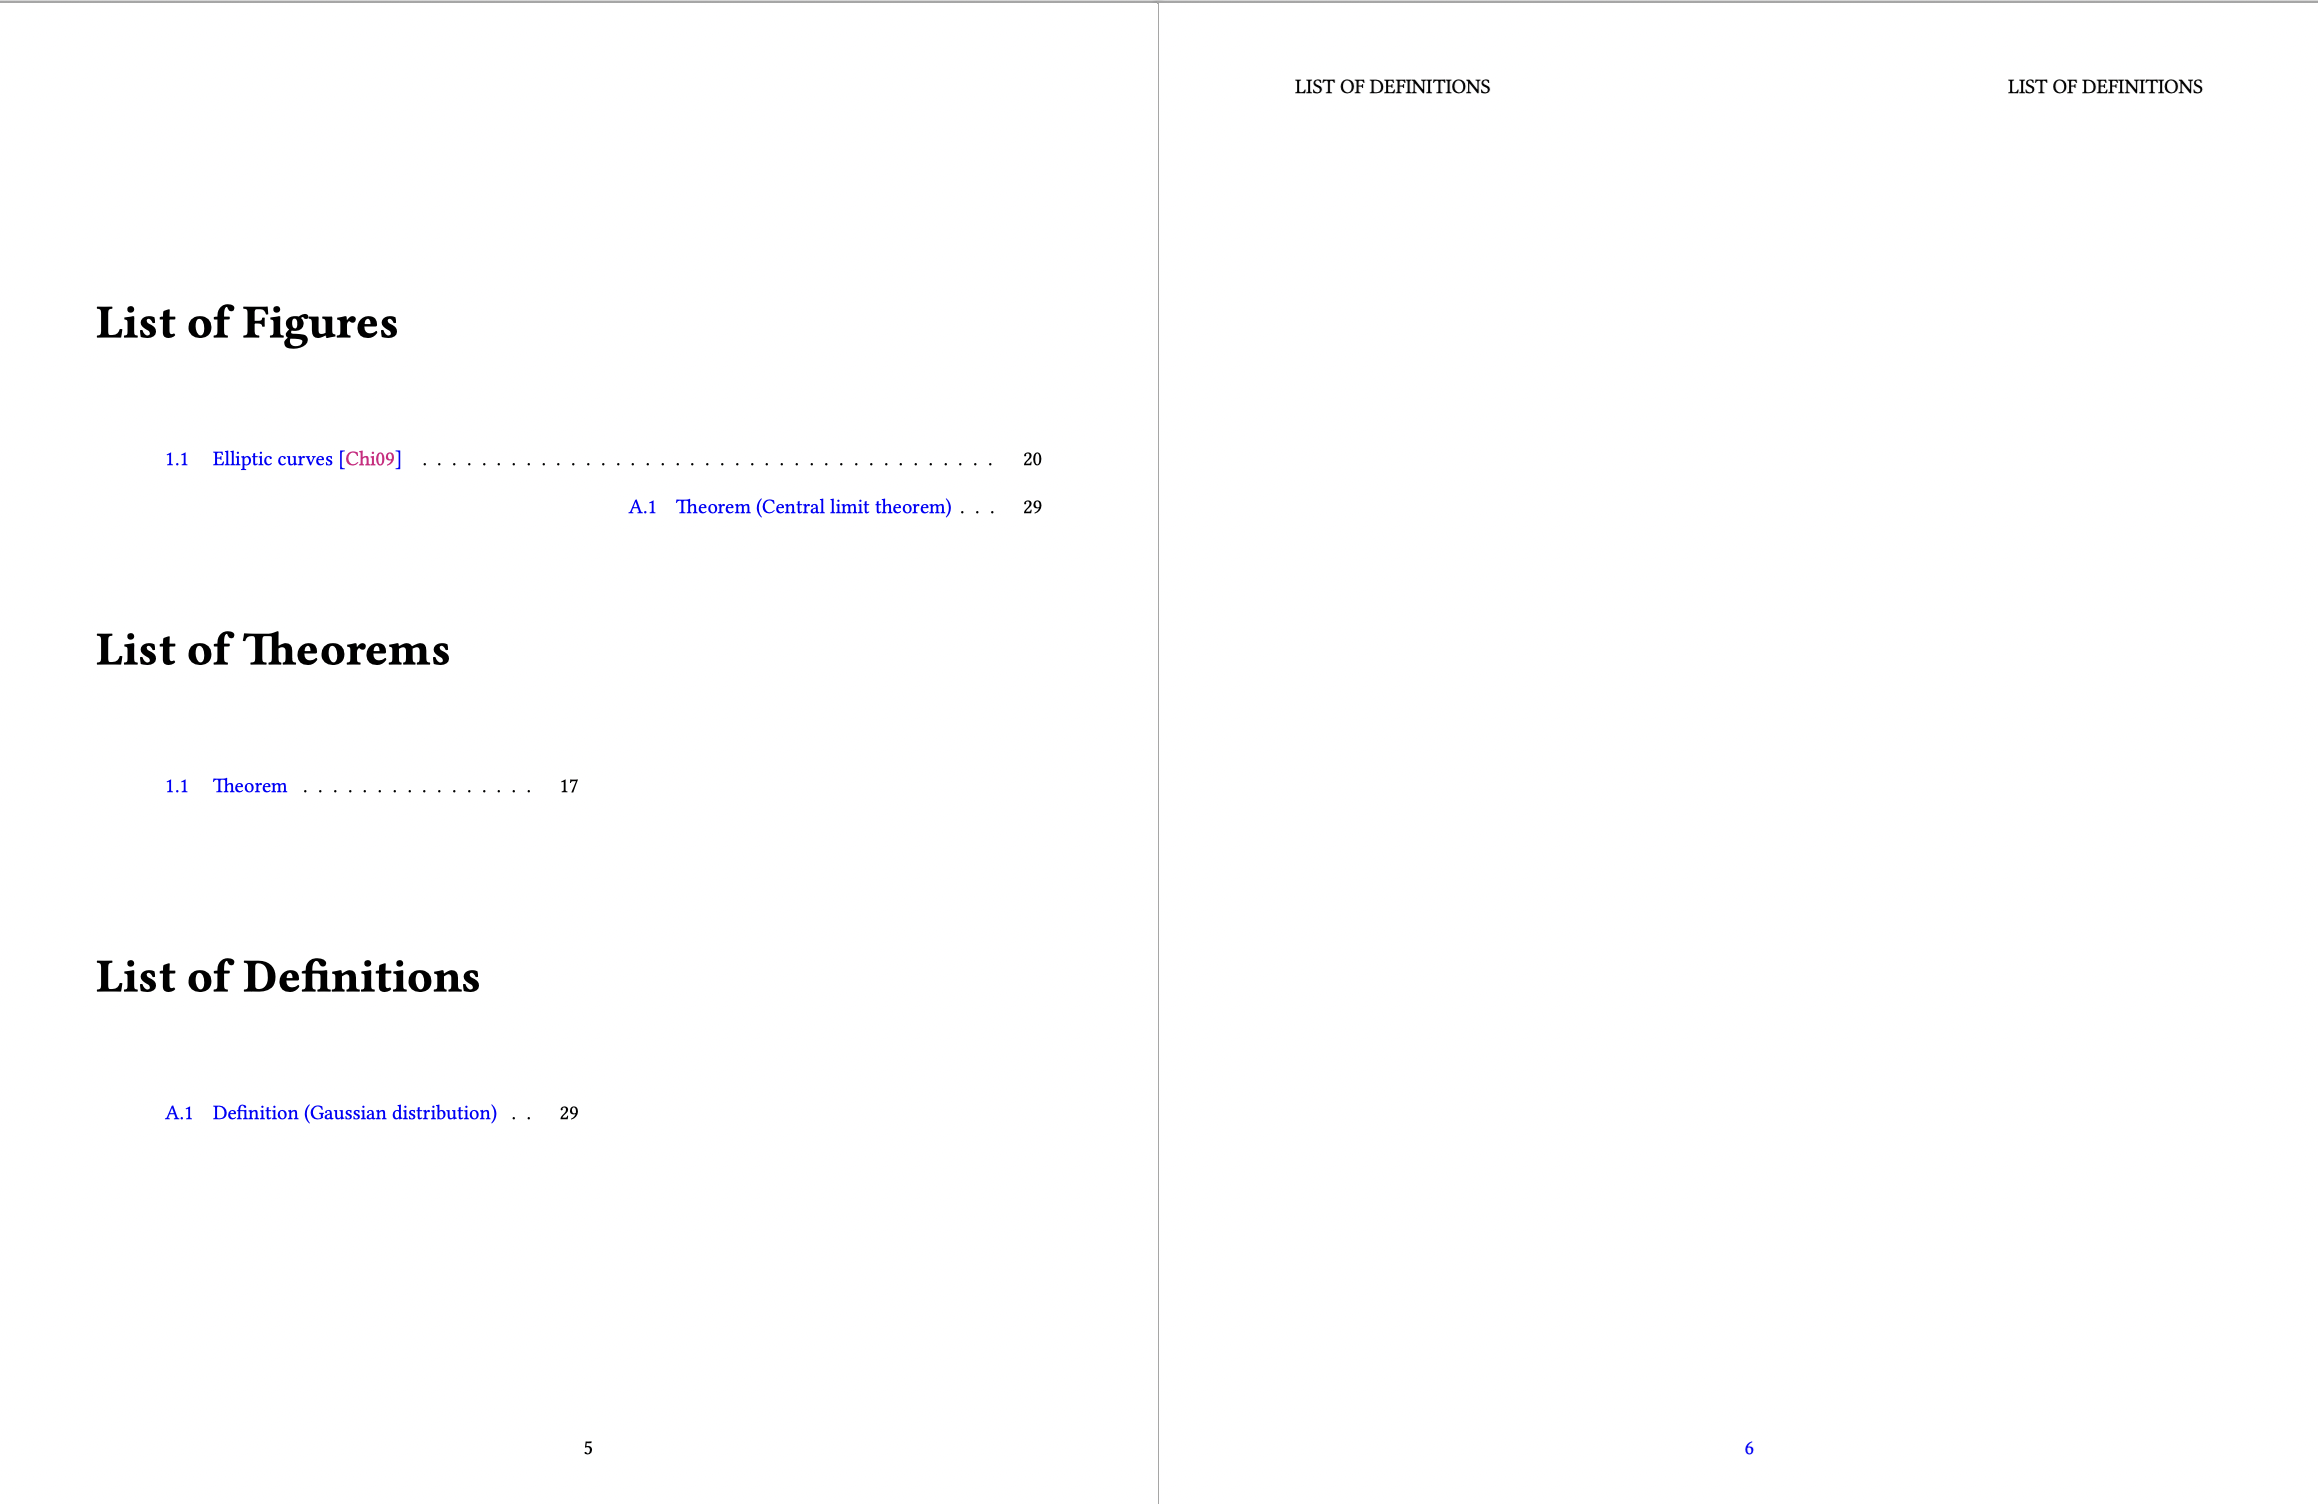 List of Figures
1.1 Elliptic curves [Chi09] . . . . . . . . . . . . . . . . . . . . . . . . . . . . . . . . . . . . . . . 20
A.1 Theorem (Central limit theorem) . . . 29
List of Theorems
1.1 Theorem . . . . . . . . . . . . . . . . 17
List of Definitions
A.1 Definition (Gaussian distribution) . . 29
5
LIST OF DEFINITIONS LIST OF DEFINITIONS
6